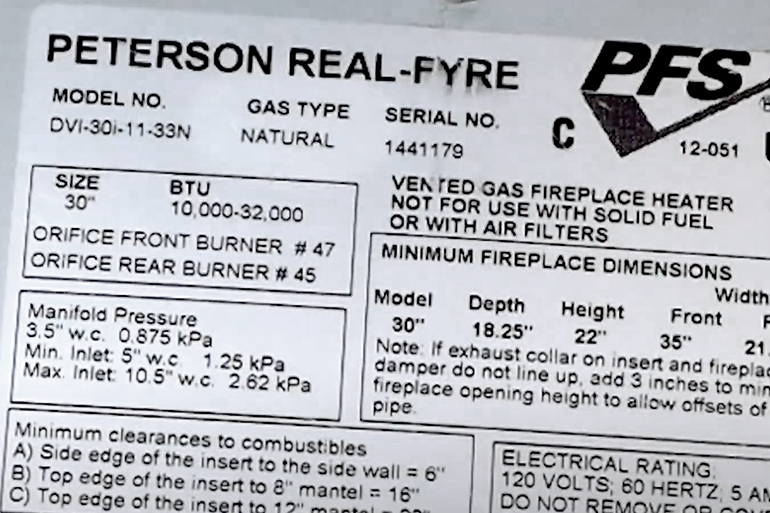 PETERSON REAL-FYRE
PFS
MODEL NO. GAS TYPE SERIAL NO.
DVI-30i-11-33N NATURAL 1441179
C
12-051
SIZE BTU
30" 10,000-32,000
ORIFICE FRONT BURNER # 47
ORIFICE REAR BURNER # 45
VENTED GAS FIREPLACE HEATER
NOT FOR USE WITH SOLID FUEL
OR WITH AIR FILTERS
MINIMUM FIREPLACE DIMENSIONS
Width
Model Depth Height Front
30" 18.25" 22" 35" 21.
Note: If exhaust collar on insert and
damper do not line up, add 3 inches to
fireplace opening height to allow offsets of
pipe.
Manifold Pressure
3.5" w.c. 0.875 kPa
Min. Inlet: 5" w.c. 1.25 kPa
Max. Inlet: 10.5" w.c. 2.62 kPa
Minimum clearances to combustibles
A) Side edge of the insert to the side wall = 6"
B) Top edge of the insert to 8" mantel = 16"
C) Top edge of the insert to 12" mantel
ELECTRICAL RATING:
120 VOLTS; 60 HERTZ; 5
DO NOT REMOVE OR